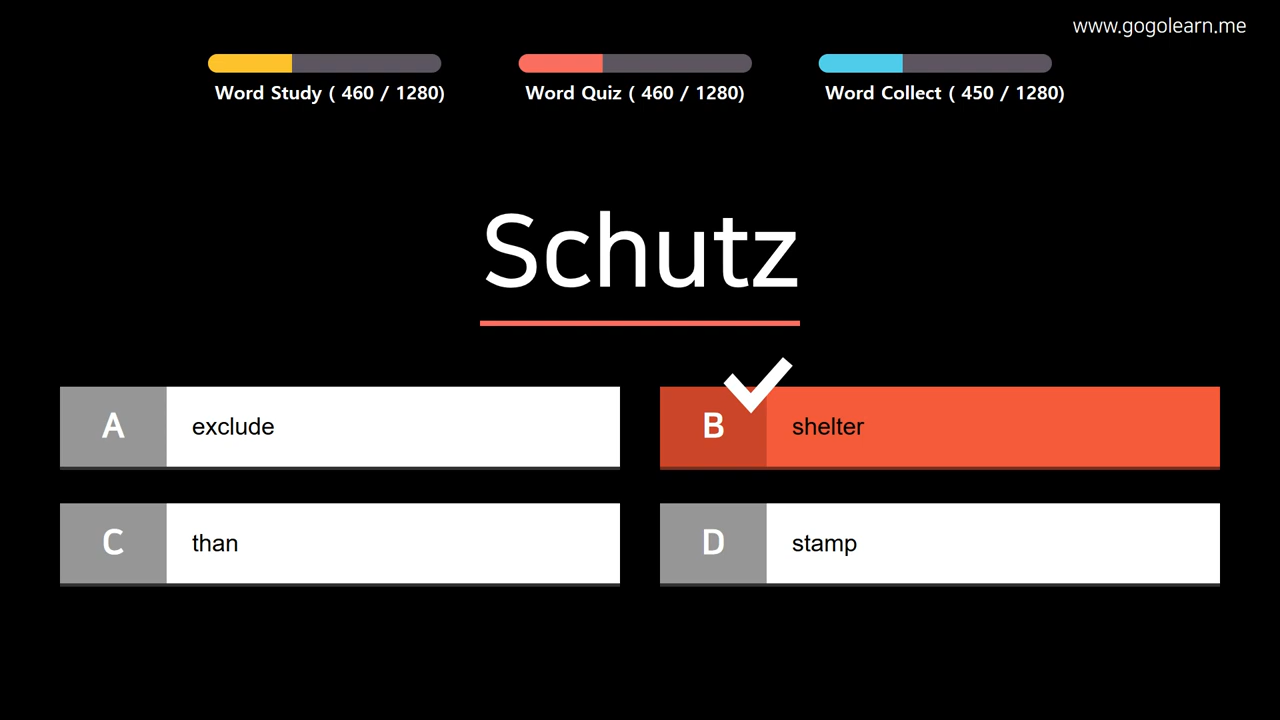 www.gogolearn.me
Word Study ( 460 / 1280)
Word Quiz ( 460 / 1280)
Word Collect ( 450 / 1280)
Schutz
A exclude
B shelter
C than
D stamp